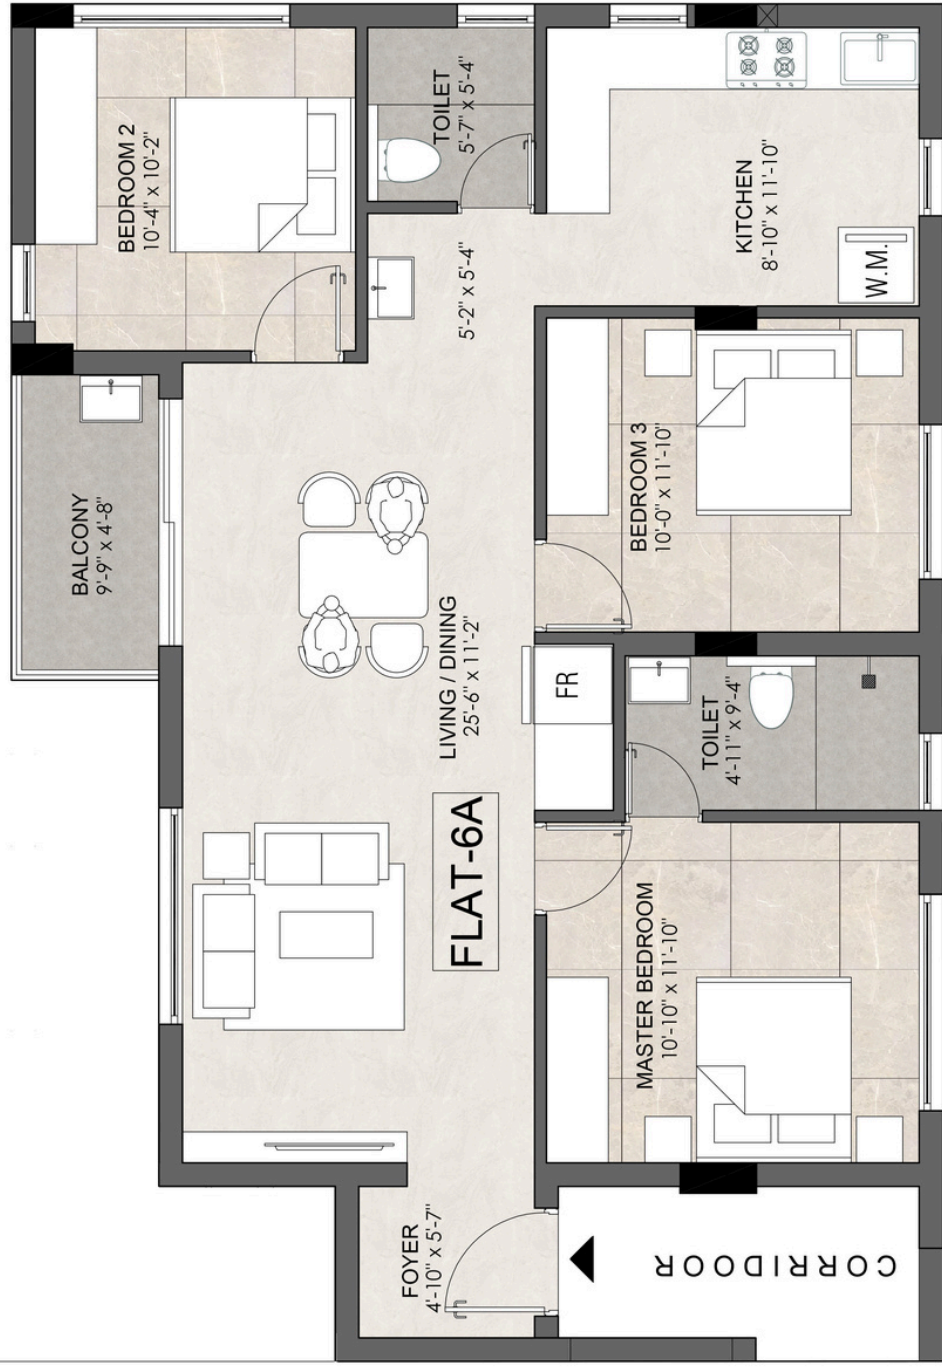 BEDROOM 2
10'-4" x 10'-2"
TOILET
5'-7" x 5'-4"
KITCHEN
8'-10" x 11'-10"
W.M.
5'-2" x 5'-4"
BALCONY
9'-9" x 4'-8"
BEDROOM 3
10'-0" x 11'-10"
LIVING / DINING
25'-6" x 11'-2"
FR
TOILET
4'-11" x 9'-4"
FLAT-6A
MASTER BEDROOM
10'-10" x 11'-10"
FOYER
4'-10" x 5'-7"
CORRIDOOR